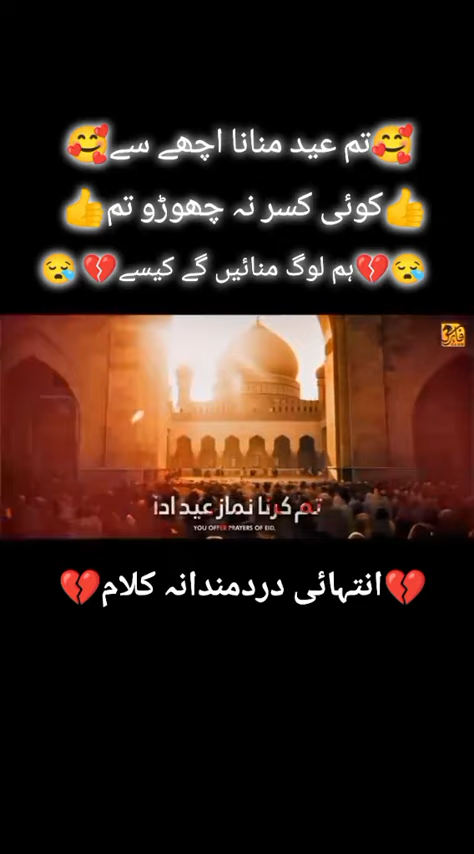 🥰تم عید منانا اچھے سے🥰
👍کوئی کسر نہ چھوڑو تم👍
😪💔ہم لوگ منائیں گے کیسے💔😪
تم کرنا نماز عید ادا
YOU OFFER PRAYERS OF EID,
💔انتہائی دردمندانہ کلام💔